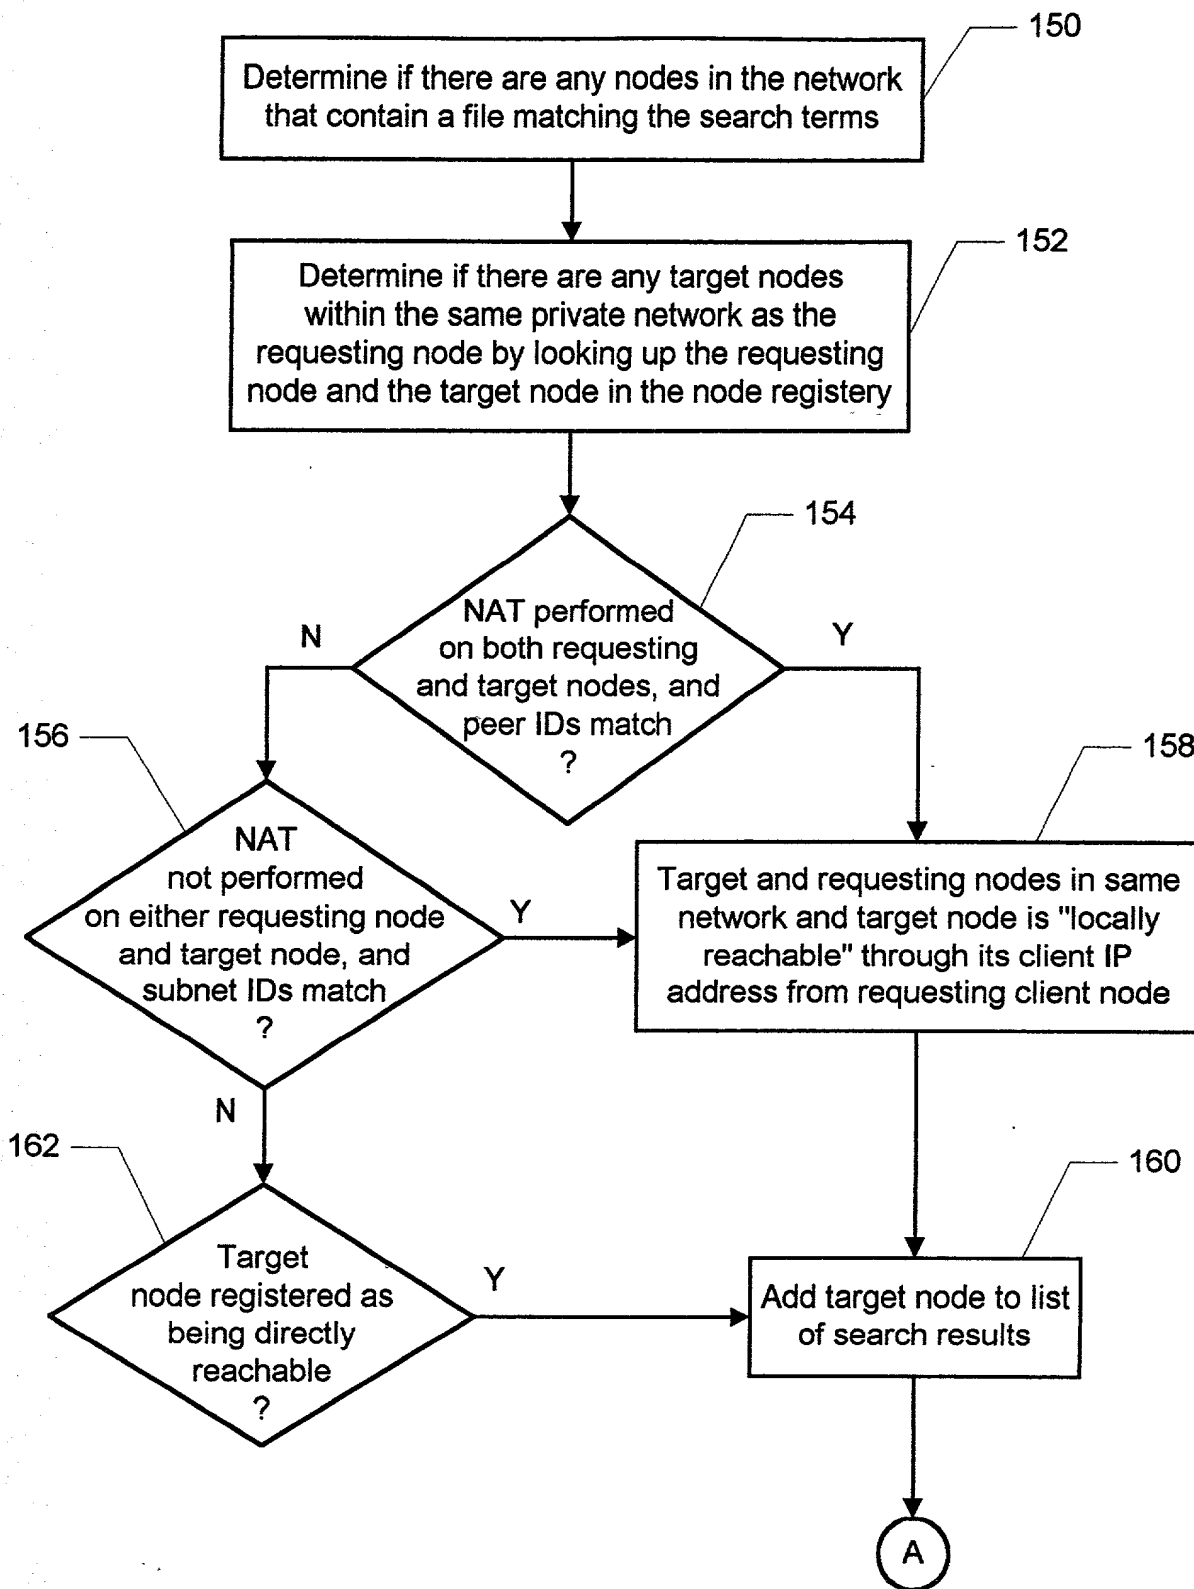 150
Determine if there are any nodes in the network
that contain a file matching the search terms
152
Determine if there are any target nodes
within the same private network as the
requesting node by looking up the requesting
node and the target node in the node registery
154
NAT performed
on both requesting
and target nodes, and
peer IDs match
?
N
Y
156
NAT
not performed
on either requesting node
and target node, and
subnet IDs match
?
Y
N
158
Target and requesting nodes in same
network and target node is "locally
reachable" through its client IP
address from requesting client node
162
Target
node registered as
being directly
reachable
?
Y
160
Add target node to list
of search results
A